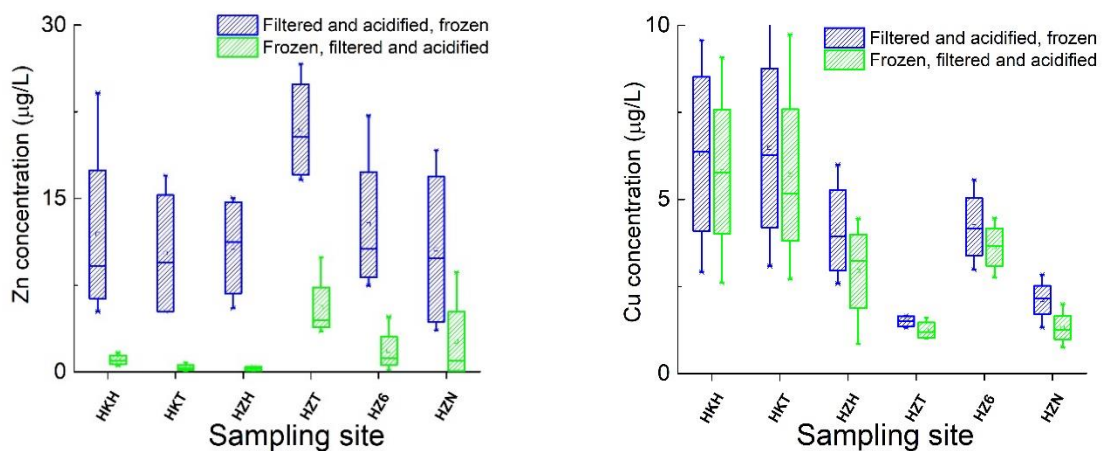 30
15
0
Zn concentration (μg/L)
Filtered and acidified, frozen
Frozen, filtered and acidified
HKH
HKT
HZH
HZT
HZ6
HZN
Sampling site
10
5
0
Cu concentration (μg/L)
Filtered and acidified, frozen
Frozen, filtered and acidified
HKH
HKT
HZH
HZT
HZ6
HZN
Sampling site